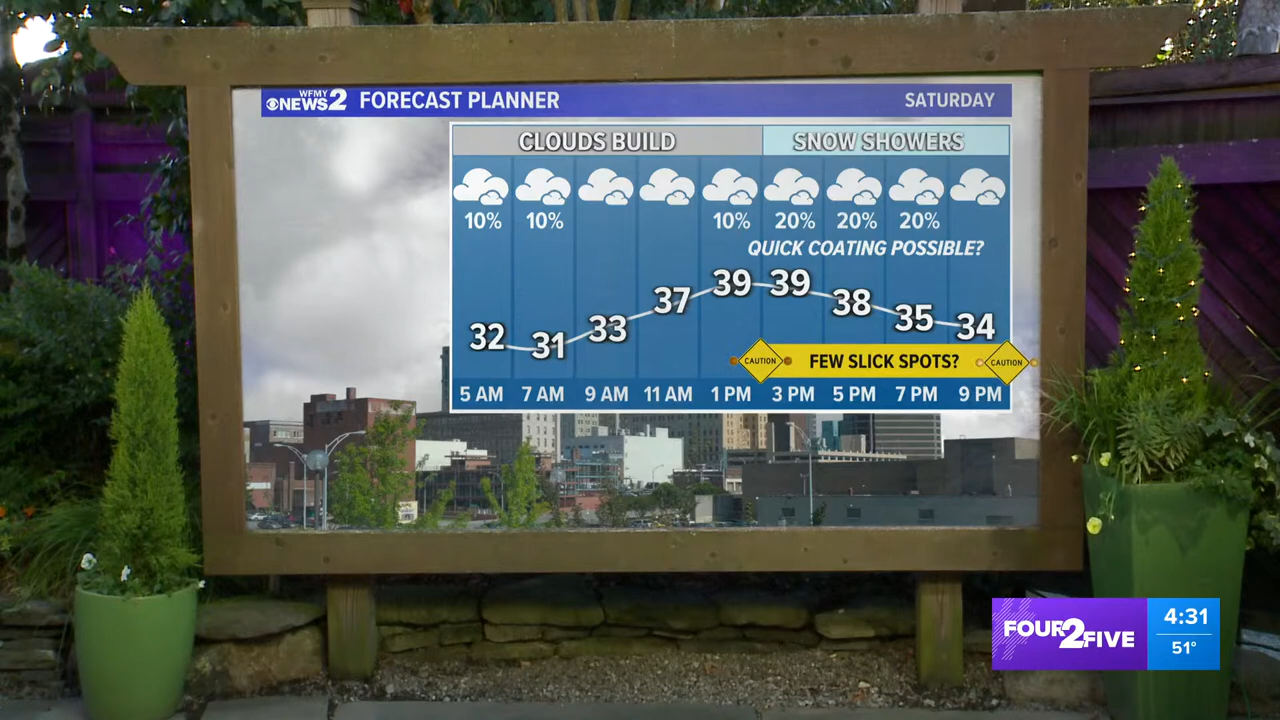 WFMY
NEWS 2
FORECAST PLANNER
SATURDAY
CLOUDS BUILD
SNOW SHOWERS
10% 10% 10% 20% 20% 20%
QUICK COATING POSSIBLE?
32 31 33 37 39 39 38 35 34
CAUTION FEW SLICK SPOTS? CAUTION
5 AM 7 AM 9 AM 11 AM 1 PM 3 PM 5 PM 7 PM 9 PM
FOUR2FIVE
4:31
51°